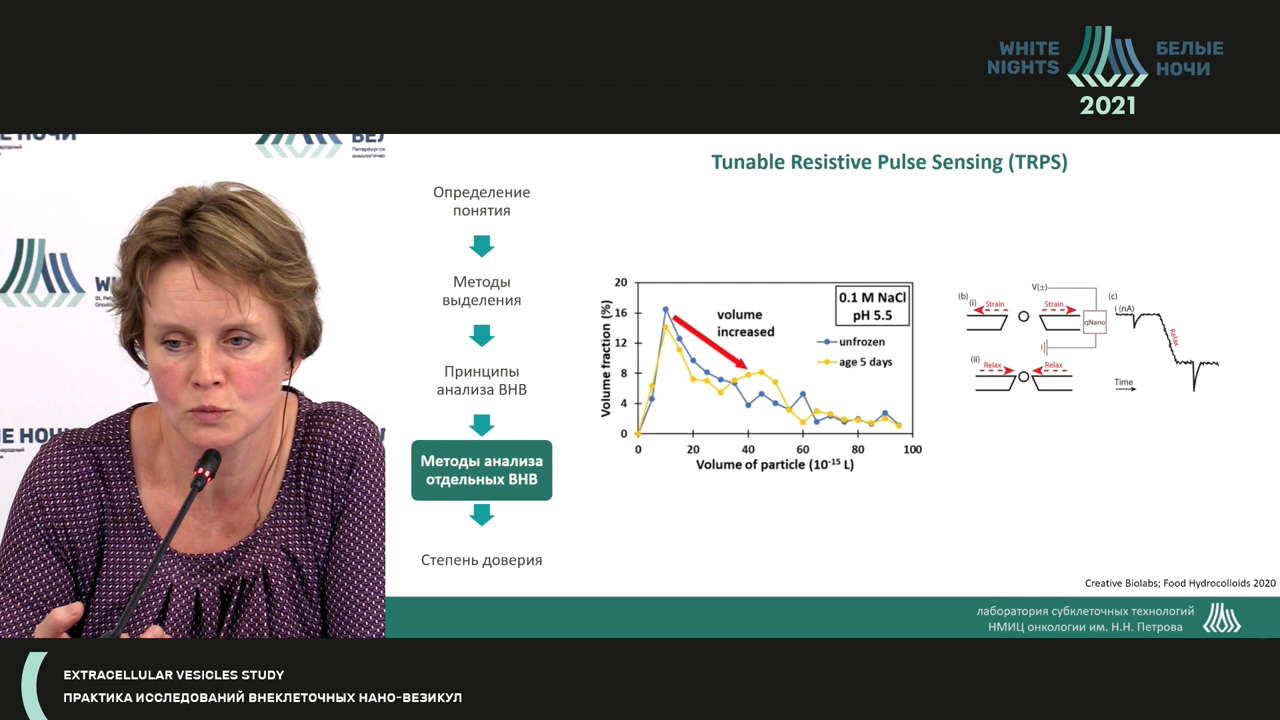 WHITE
NIGHTS
БЕЛЫЕ
НОЧИ
2021
Tunable Resistive Pulse Sensing (TRPS)
Определение
понятия
Методы
выделения
Принципы
анализа ВНВ
Методы анализа
отдельных ВНВ
Степень доверия
Volume fraction (%)
20
16
12
8
4
0
0
20
40
60
80
100
Volume of particle (10⁻¹⁵ L)
volume
increased
0.1 M NaCl
pH 5.5
unfrozen
age 5 days
(b)
(i)
Strain
Strain
V(±)
qNano
(ii)
Relax
Relax
(c)
i (nA)
Relax
Time
Creative Biolabs; Food Hydrocolloids 2020
лаборатория субклеточных технологий
НМИЦ онкологии им. Н.Н. Петрова
EXTRACELLULAR VESICLES STUDY
ПРАКТИКА ИССЛЕДОВАНИЙ ВНЕКЛЕТОЧНЫХ НАНО-ВЕЗИКУЛ